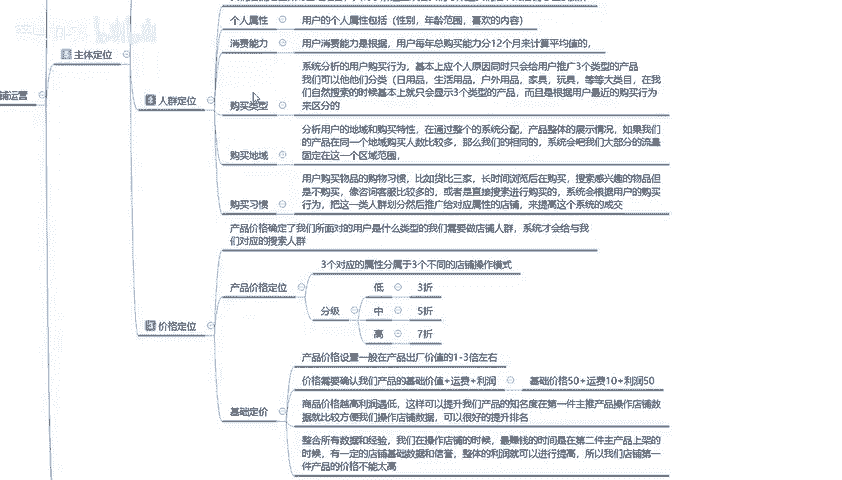 个人属性
用户的个人属性包括（性别，年龄范围，喜欢的内容）
消费能力
用户消费能力是根据，用户每年总购买能力分12个月来计算平均值的，
主体定位
铺运营
人群定位
系统分析的用户购买行为，基本上应个人原因同时只会给用户推广3个类型的产品
我们可以他他们分类（日用品，生活用品，户外用品，家具，玩具，等等大类目，在我
们自然搜索的时候基本上就只会显示3个类型的产品，而且是根据用户最近的购买行为
来区分的
购买类型
分析用户的地域和购买特性，在通过整个的系统分配，产品整体的展示情况，如果我们
的产品在同一个地域购买人数比较多，那么我们的相同的，系统会吧我们大部分的流量
固定在这一个区域范围，
购买地域
用户购买物品的购物习惯，比如货比三家，长时间浏览后在购买，搜索感兴趣的物品但
是不购买，像咨询客服比较多的，或者是直接搜索进行购买的，系统会根据用户的购买
行为，把这一类人群划分然后推广给对应属性的店铺，来提高这个系统的成交
购买习惯
产品价格确定了我们所面对的用户是什么类型的我们需要做店铺人群，系统才会给与我
们对应的搜索人群
3个对应的属性分属于3个不同的店铺操作模式
产品价格定位
低
3折
分级
中
5折
高
7折
价格定位
产品价格设置一般在产品出厂价值的1-3倍左右
价格需要确认我们产品的基础价值+运费+利润
基础价格50+运费10+利润50
基础定价
商品价格越高利润遇低，这样可以提升我们产品的知名度在第一件主推产品操作店铺数
据就比较方便我们操作店铺数据，可以很好的提升排名
整合所有数据和经验，我们在操作店铺的时候，最赚钱的时间是在第二件主产品上架的
时候，有一定的店铺基础数据和信誉，整体的利润就可以进行提高，所以我们店铺第一
件产品的价格不能太高